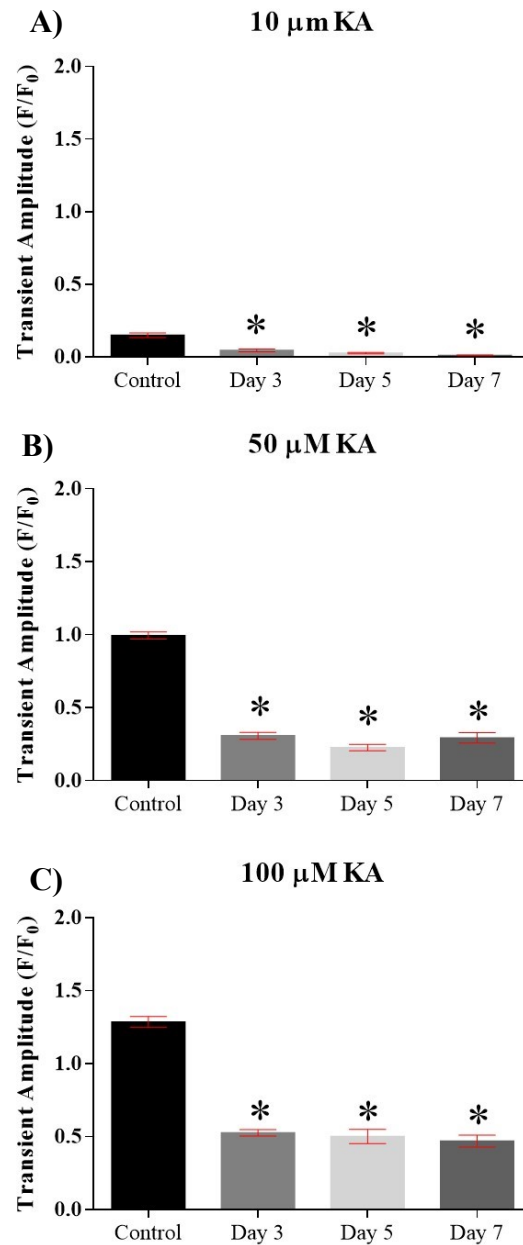 A)
10 μm KA
Transient Amplitude (F/F₀)
2.0
1.5
1.0
0.5
0.0
* * *
Control Day 3 Day 5 Day 7
B)
50 μM KA
Transient Amplitude (F/F₀)
2.0
1.5
1.0
0.5
0.0
* * *
Control Day 3 Day 5 Day 7
C)
100 μM KA
Transient Amplitude (F/F₀)
2.0
1.5
1.0
0.5
0.0
* * *
Control Day 3 Day 5 Day 7